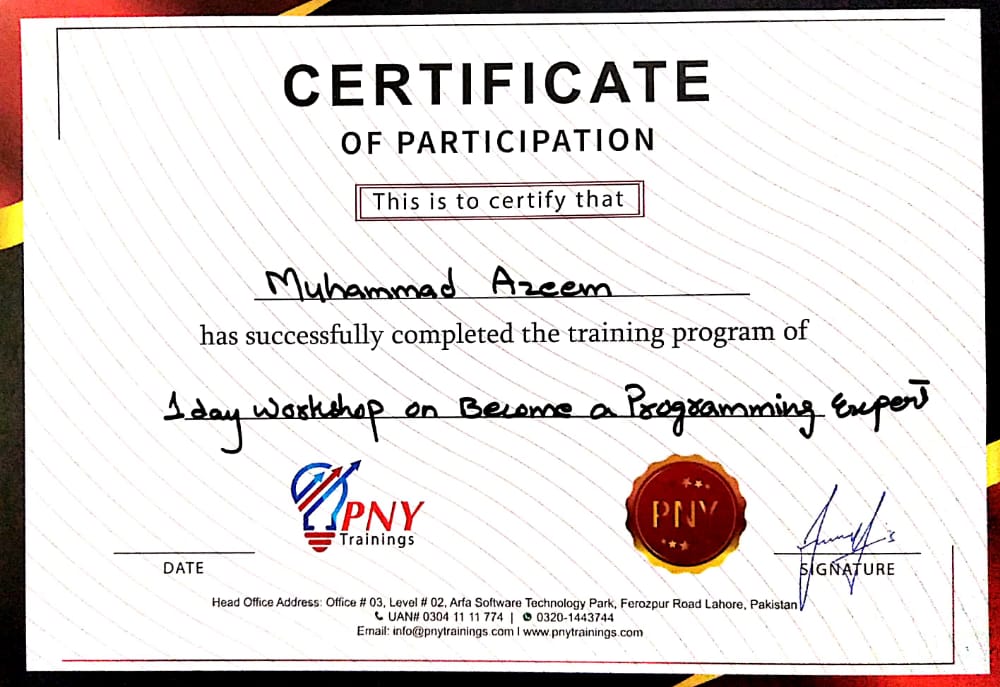 CERTIFICATE
OF PARTICIPATION
This is to certify that
Muhammad Azeem
has successfully completed the training program of
1 day Workshop on Become a Programming Expert
PNY
Trainings
PNY
DATE
SIGNATURE
Head Office Address: Office # 03, Level # 02, Arfa Software Technology Park, Ferozpur Road Lahore, Pakistan
UAN# 0304 11 11 774 | 0320-1443744
Email: info@pnytrainings.com I www.pnytrainings.com